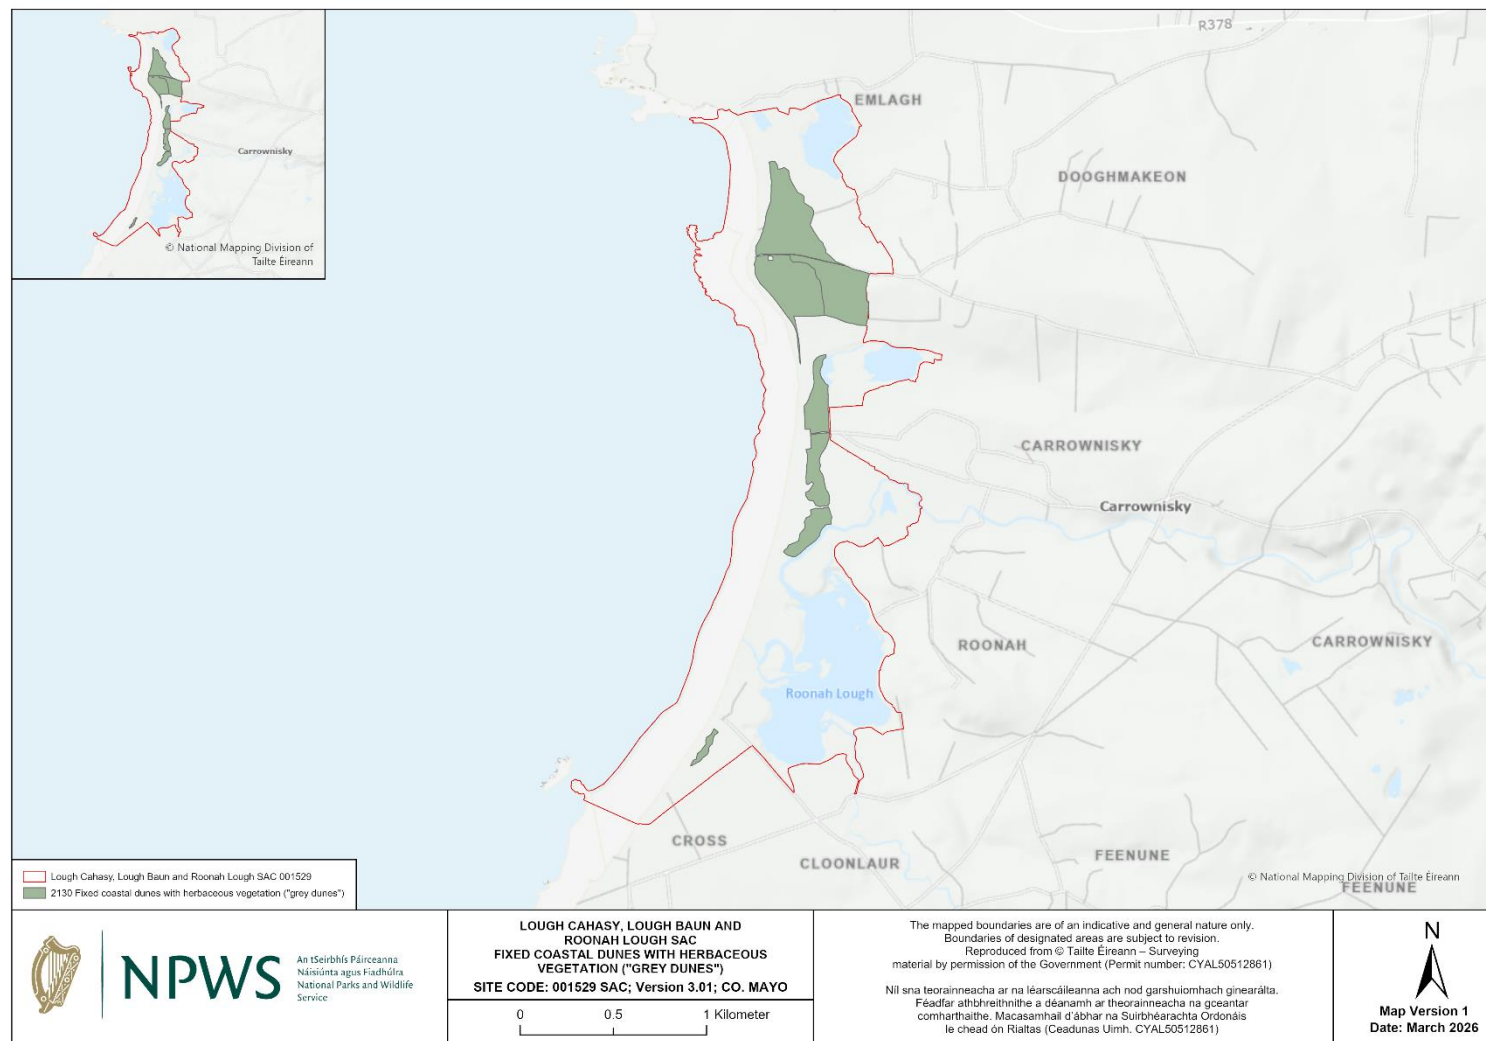 R378
EMLAGH
DOOGHMAKEON
Carrownisky
© National Mapping Division of
Tailte Éireann
CARROWNISKY
Carrownisky
ROONAH
CARROWNISKY
Roonah Lough
CROSS
CLOONLAUR
FEENUNE
© National Mapping Division of Tailte Éireann
FEENUNE
Lough Cahasy, Lough Baun and Roonah Lough SAC 001529
2130 Fixed coastal dunes with herbaceous vegetation ("grey dunes")
NPWS
An tSeirbhís Páirceanna
Náisiúnta agus Fiadhúlra
National Parks and Wildlife
Service
LOUGH CAHASY, LOUGH BAUN AND
ROONAH LOUGH SAC
FIXED COASTAL DUNES WITH HERBACEOUS
VEGETATION ("GREY DUNES")
SITE CODE: 001529 SAC; Version 3.01; CO. MAYO
0 0.5 1 Kilometer
The mapped boundaries are of an indicative and general nature only.
Boundaries of designated areas are subject to revision.
Reproduced from © Tailte Éireann – Surveying
material by permission of the Government (Permit number: CYAL50512861)
Níl sna teorainneacha ar na léarscáileanna ach nod garshuiomhach ginearálta.
Féadfar athbhreithnithe a déanamh ar theorainneacha na gceantar
comharthaithe. Macasamhail d'ábhar na Suirbhéarachta Ordonáis
le chead ón Rialtas (Ceadunas Uimh. CYAL50512861)
N
Map Version 1
Date: March 2026